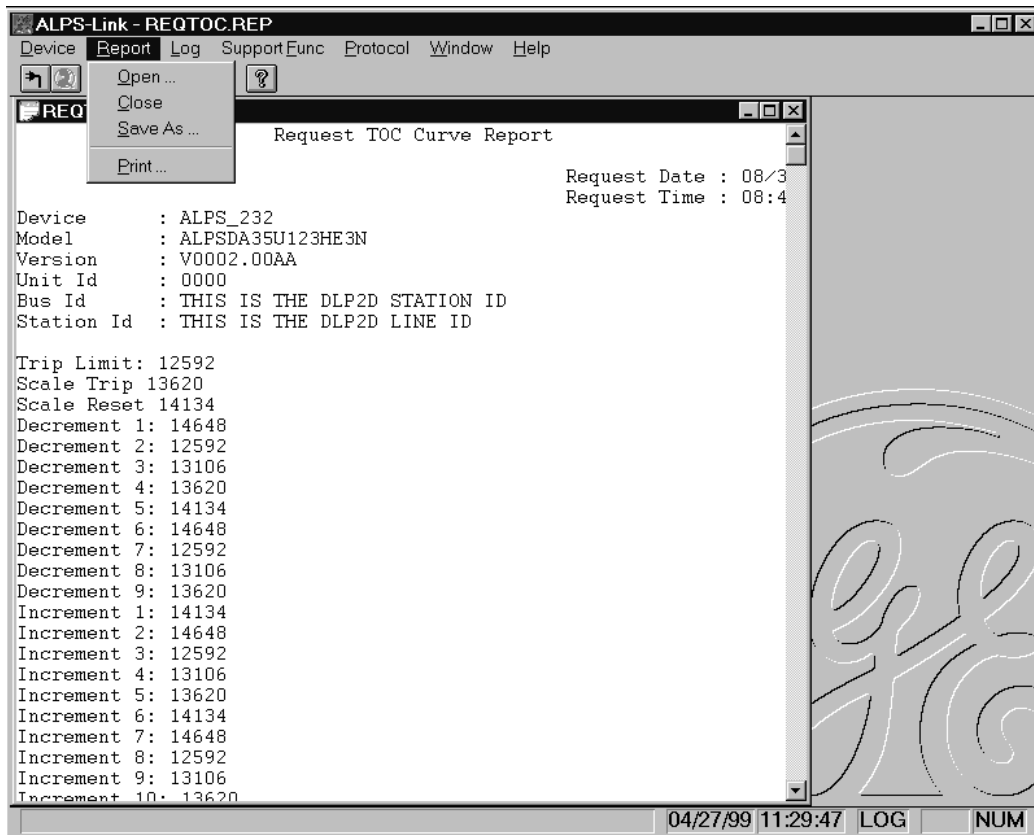 ALPS-Link - REQTOC.REP
Device Report Log Support Func Protocol Window Help
Open ...
Close
Save As ...
Print ...
?
REQ
Request TOC Curve Report
Request Date : 08/3
Request Time : 08:4
Device : ALPS_232
Model : ALPSDA35U123HE3N
Version : V0002.00AA
Unit Id : 0000
Bus Id : THIS IS THE DLP2D STATION ID
Station Id : THIS IS THE DLP2D LINE ID
Trip Limit: 12592
Scale Trip 13620
Scale Reset 14134
Decrement 1: 14648
Decrement 2: 12592
Decrement 3: 13106
Decrement 4: 13620
Decrement 5: 14134
Decrement 6: 14648
Decrement 7: 12592
Decrement 8: 13106
Decrement 9: 13620
Increment 1: 14134
Increment 2: 14648
Increment 3: 12592
Increment 4: 13106
Increment 5: 13620
Increment 6: 14134
Increment 7: 14648
Increment 8: 12592
Increment 9: 13106
Increment 10: 13620
04/27/99 11:29:47 LOG NUM